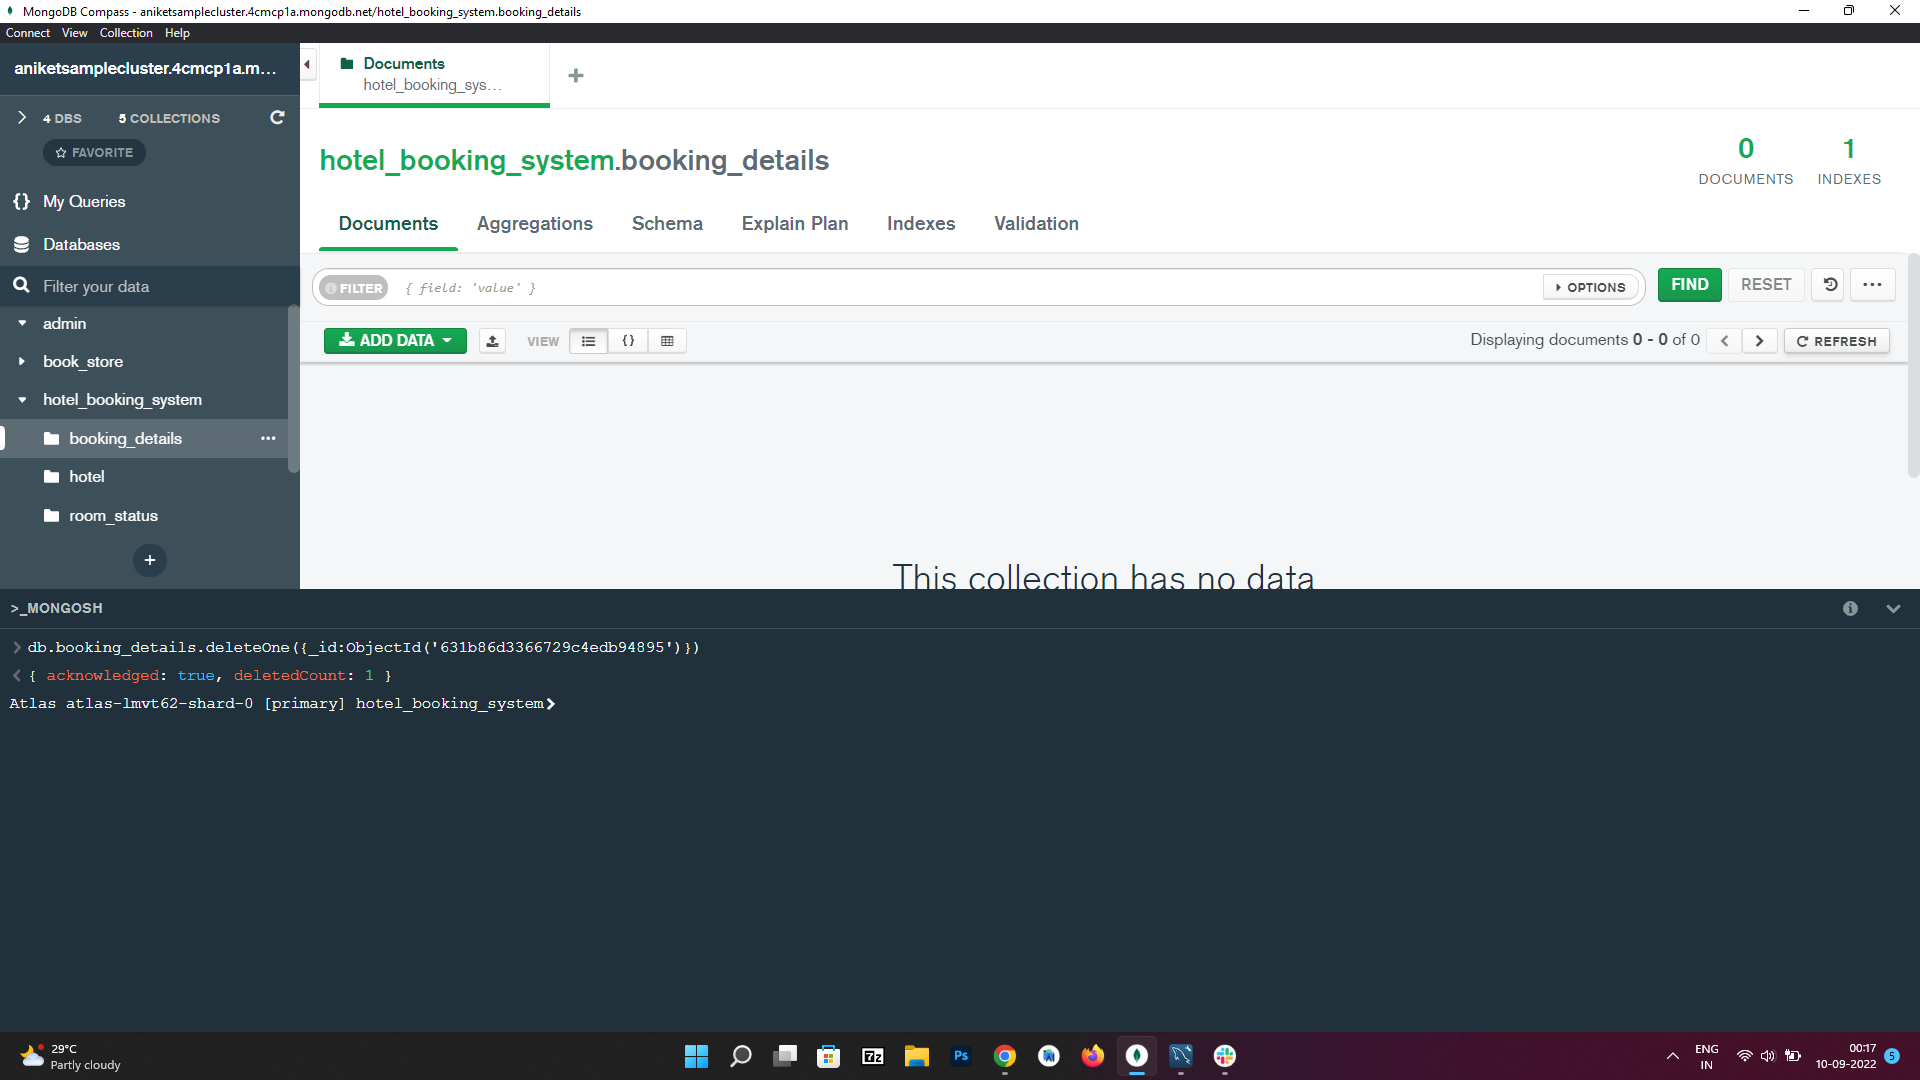 MongoDB Compass - aniketsamplecluster.4cmcp1a.mongodb.net/hotel_booking_system.booking_details
Connect View Collection Help
aniketsamplecluster.4cmcp1a.m...
Documents
hotel_booking_sys...
4 DBS 5 COLLECTIONS
FAVORITE
hotel_booking_system.booking_details
0 1
DOCUMENTS INDEXES
{} My Queries
Databases
Documents Aggregations Schema Explain Plan Indexes Validation
Filter your data
FILTER { field: 'value' } OPTIONS FIND RESET ...
admin
book_store
hotel_booking_system
booking_details ...
hotel
room_status
+
ADD DATA VIEW {} Displaying documents 0 - 0 of 0 REFRESH
This collection has no data
>_MONGOSH
db.booking_details.deleteOne({_id:ObjectId('631b86d3366729c4edb94895')})
{ acknowledged: true, deletedCount: 1 }
Atlas atlas-lmvt62-shard-0 [primary] hotel_booking_system>
29°C
Partly cloudy
7z
Ps
ENG
IN
00:17
10-09-2022
5